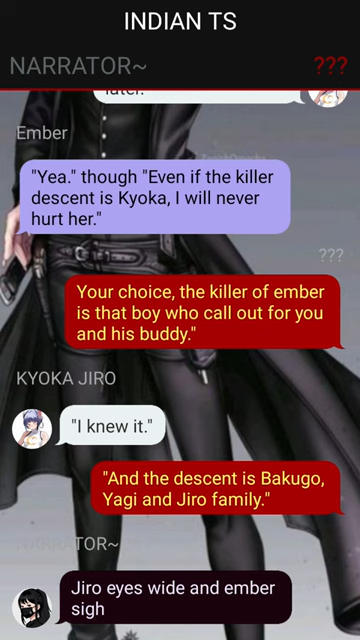 INDIAN TS
NARRATOR~
???
later."
Ember
"Yea." though "Even if the killer
descent is Kyoka, I will never
hurt her."
???
Your choice, the killer of ember
is that boy who call out for you
and his buddy."
KYOKA JIRO
"I knew it."
"And the descent is Bakugo,
Yagi and Jiro family."
NARRATOR~
Jiro eyes wide and ember
sigh